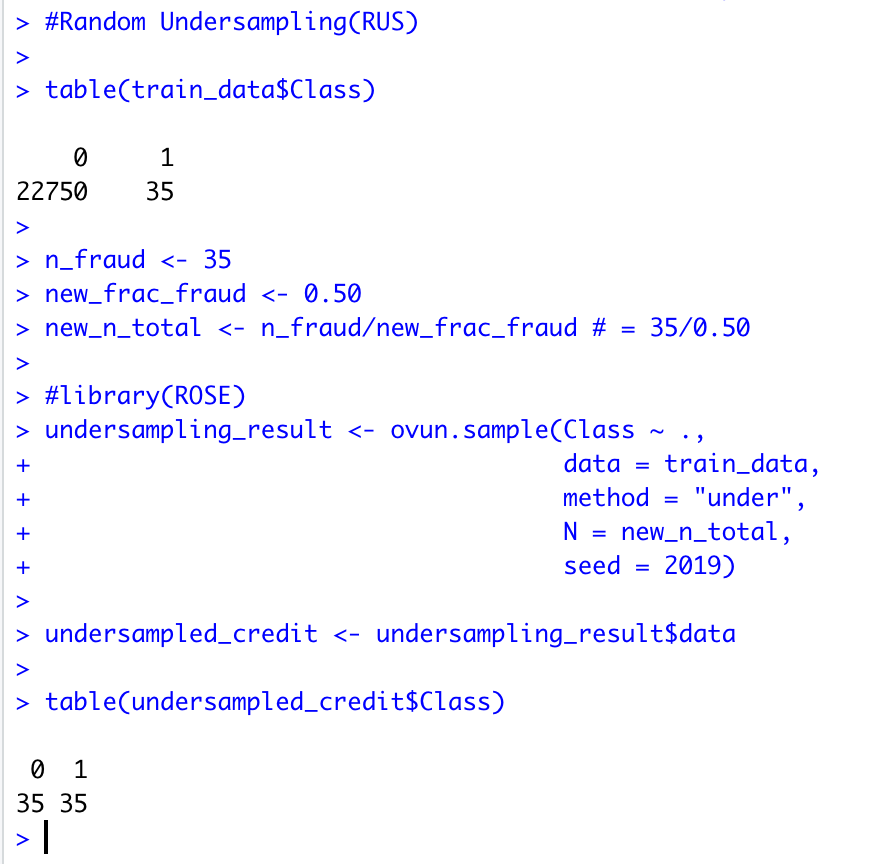 > #Random Undersampling(RUS)
>
> table(train_data$Class)

    0     1
22750    35
>
> n_fraud <- 35
> new_frac_fraud <- 0.50
> new_n_total <- n_fraud/new_frac_fraud # = 35/0.50
>
> #library(ROSE)
> undersampling_result <- ovun.sample(Class ~ .,
+                                     data = train_data,
+                                     method = "under",
+                                     N = new_n_total,
+                                     seed = 2019)
>
> undersampled_credit <- undersampling_result$data
>
> table(undersampled_credit$Class)

 0  1
35 35
>